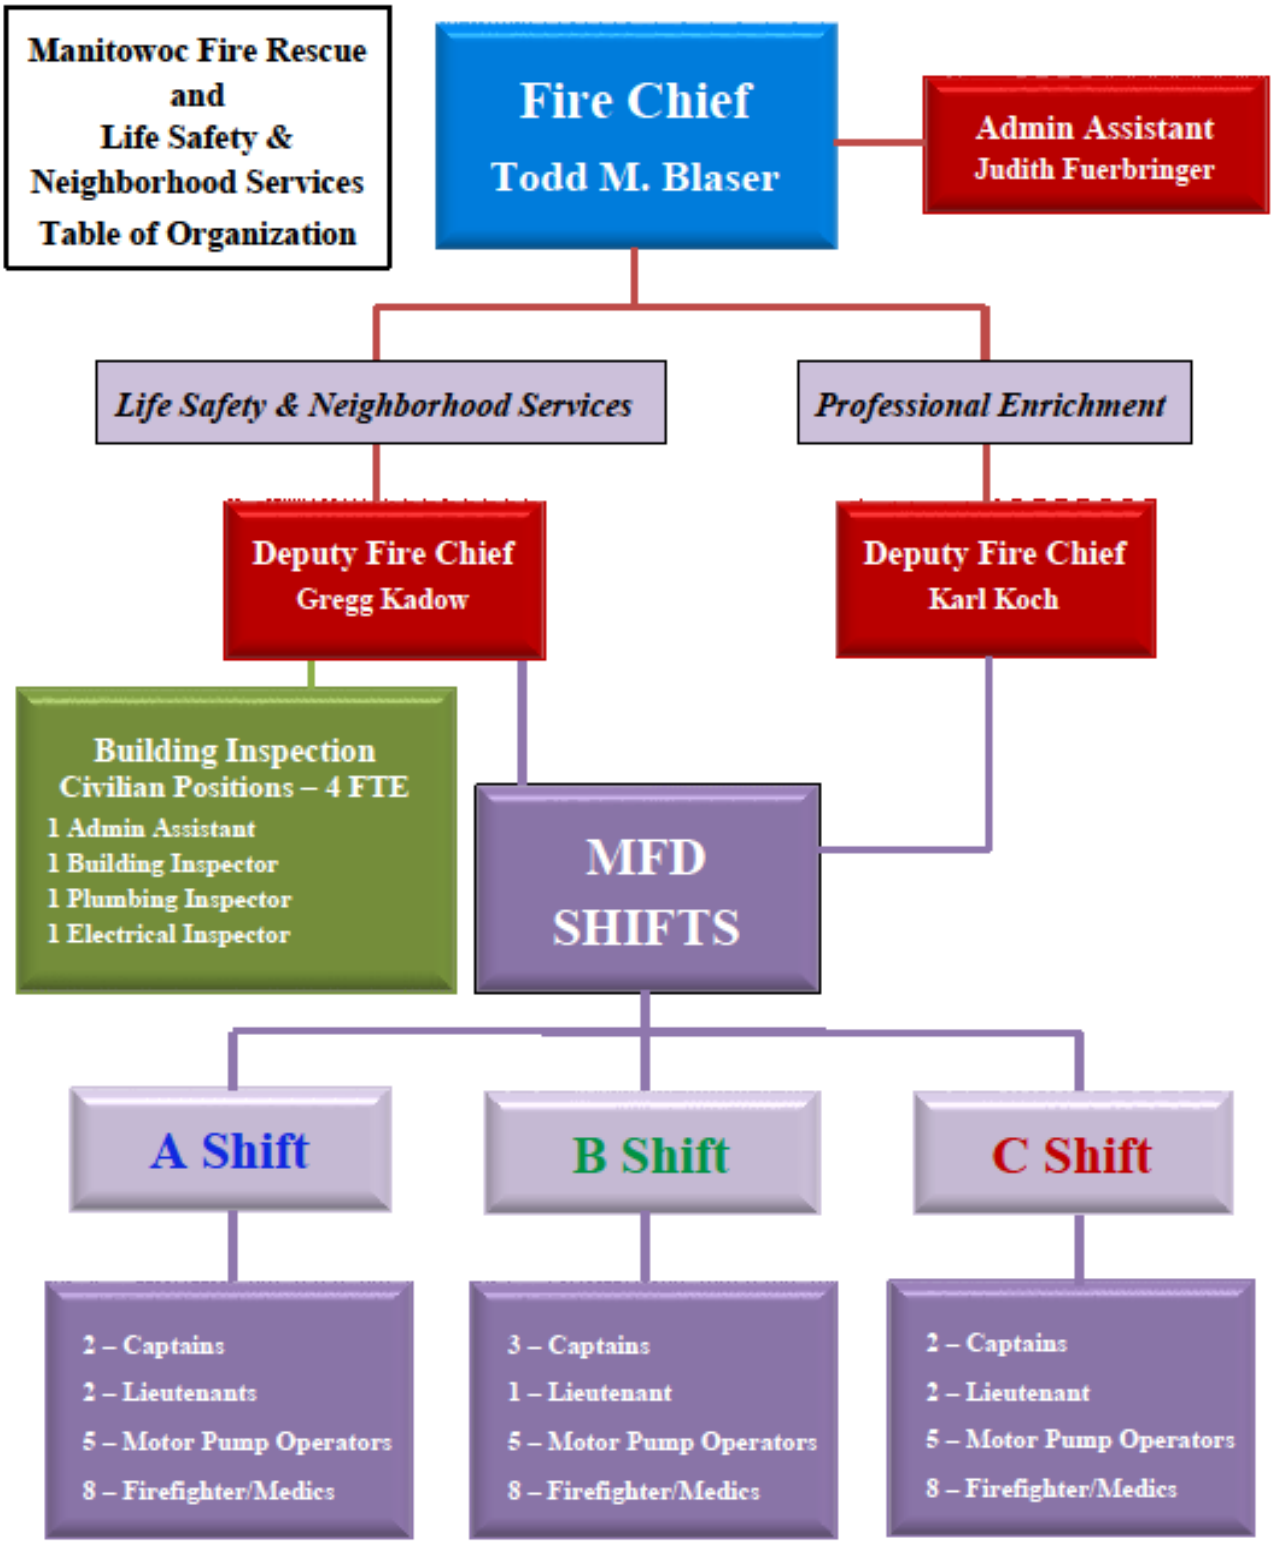 Manitowoc Fire Rescue
and
Life Safety &
Neighborhood Services
Table of Organization
Fire Chief
Todd M. Blaser
Admin Assistant
Judith Fuerbringer
Life Safety & Neighborhood Services
Professional Enrichment
Deputy Fire Chief
Gregg Kadow
Deputy Fire Chief
Karl Koch
Building Inspection
Civilian Positions – 4 FTE
1 Admin Assistant
1 Building Inspector
1 Plumbing Inspector
1 Electrical Inspector
MFD
SHIFTS
A Shift
B Shift
C Shift
2 – Captains
2 – Lieutenants
5 – Motor Pump Operators
8 – Firefighter/Medics
3 – Captains
1 – Lieutenant
5 – Motor Pump Operators
8 – Firefighter/Medics
2 – Captains
2 – Lieutenant
5 – Motor Pump Operators
8 – Firefighter/Medics